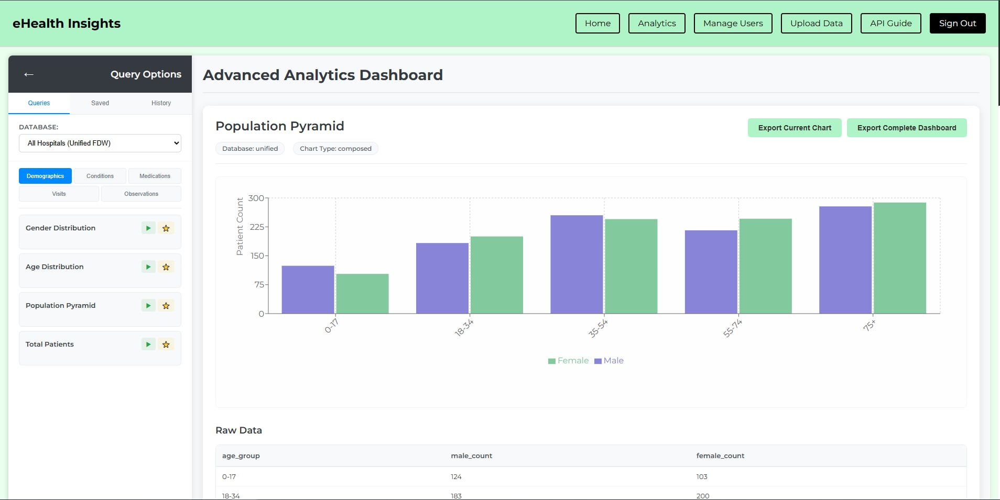 eHealth Insights
Home
Analytics
Manage Users
Upload Data
API Guide
Sign Out
← Query Options
Queries
Saved
History
DATABASE:
All Hospitals (Unified FDW)
Demographics
Conditions
Medications
Visits
Observations
Gender Distribution
Age Distribution
Population Pyramid
Total Patients
Advanced Analytics Dashboard
Population Pyramid
Export Current Chart
Export Complete Dashboard
Database: unified
Chart Type: composed
Patient Count
300
225
150
75
0
0-17
18-34
35-54
55-74
75+
Female
Male
Raw Data
age_group male_count female_count
0-17 124 103
18-34 183 200